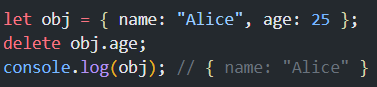 let obj = { name: "Alice", age: 25 };
delete obj.age;
console.log(obj); // { name: "Alice" }